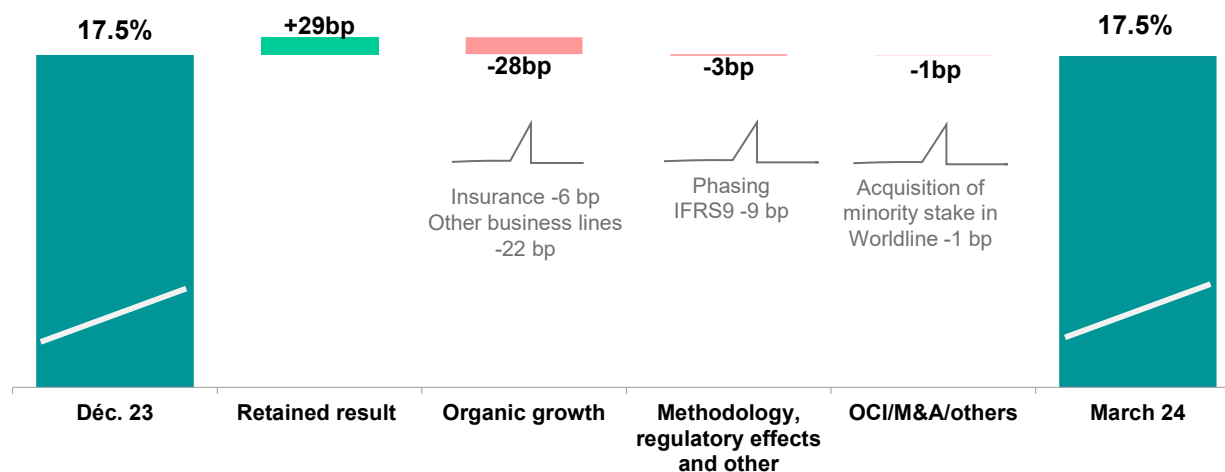 17.5%
+29bp
-28bp
-3bp
-1bp
17.5%
Insurance -6 bp
Other business lines
-22 bp
Phasing
IFRS9 -9 bp
Acquisition of
minority stake in
Worldline -1 bp
Déc. 23
Retained result
Organic growth
Methodology,
regulatory effects
and other
OCI/M&A/others
March 24